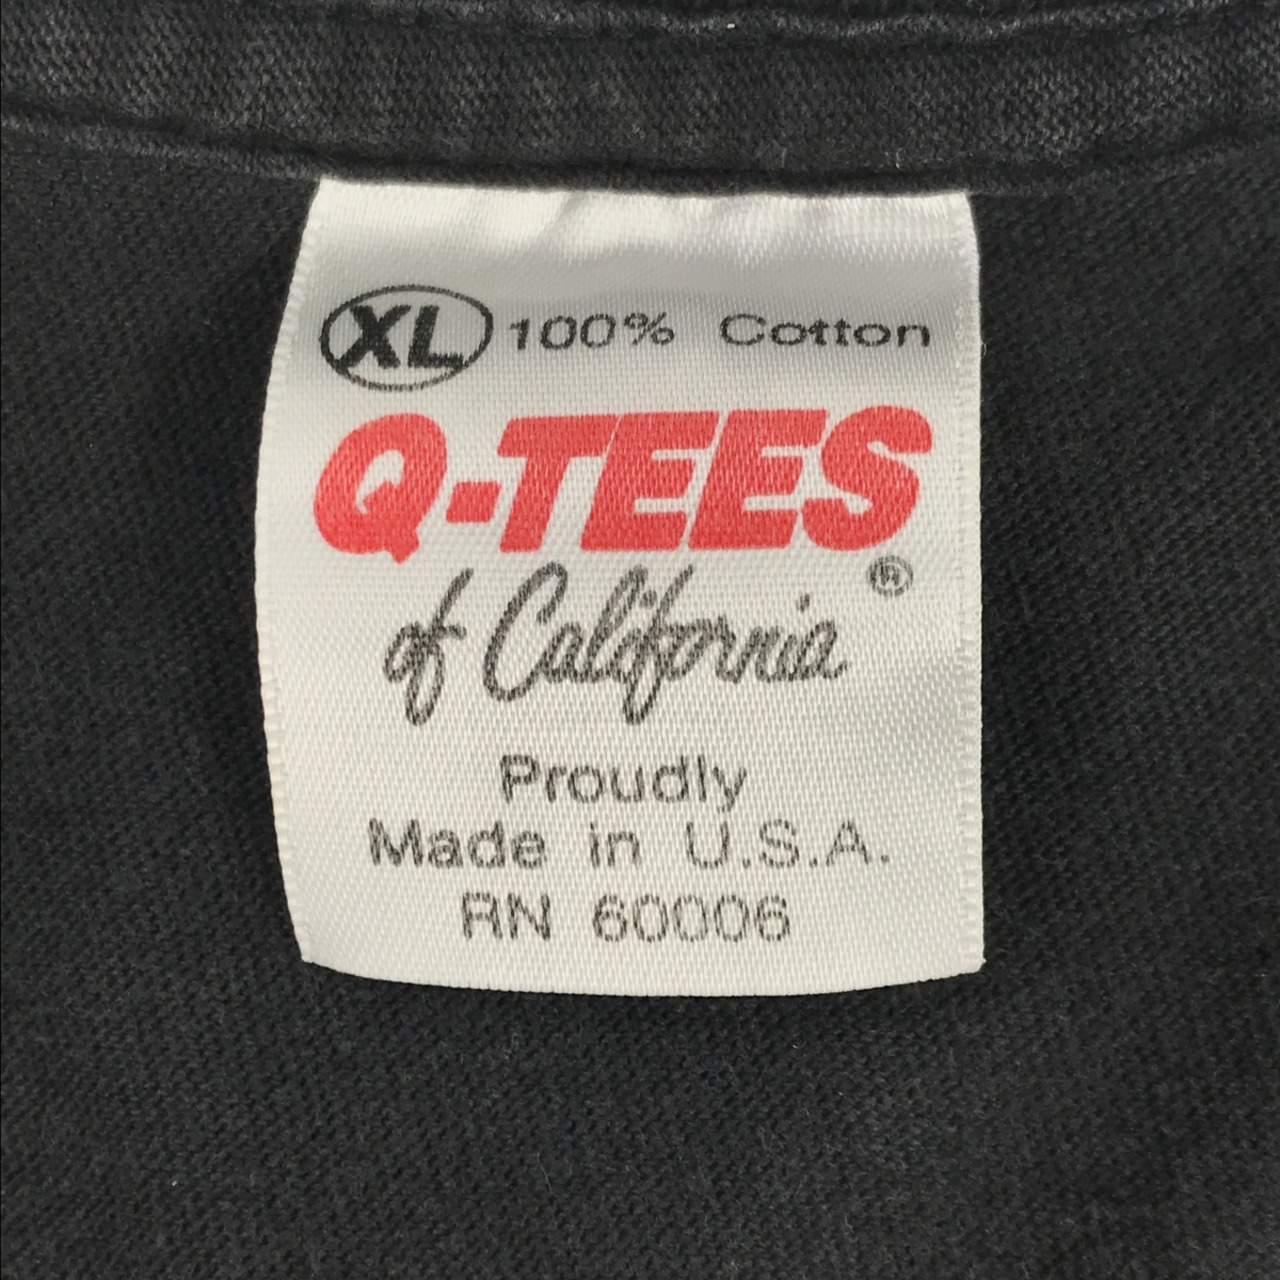 XL 100% Cotton
Q-TEES
®
of California
Proudly
Made in U.S.A.
RN 60006